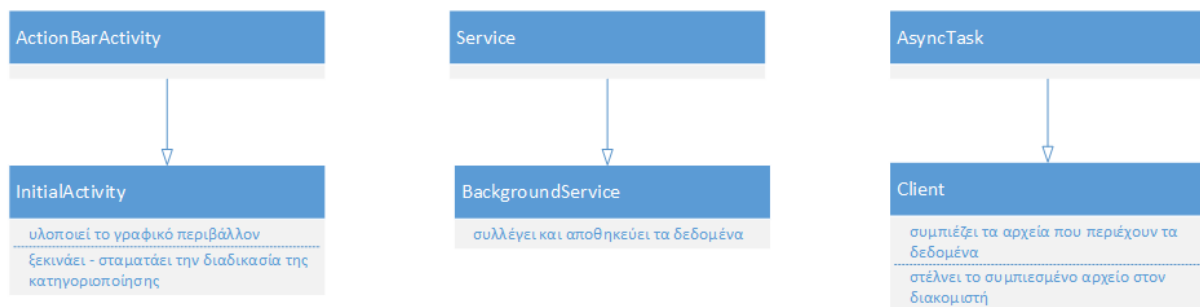 ActionBarActivity
Service
AsyncTask
InitialActivity
υλοποιεί το γραφικό περιβάλλον
ξεκινάει - σταματάει την διαδικασία της
κατηγοριοποίησης
BackgroundService
συλλέγει και αποθηκεύει τα δεδομένα
Client
συμπιέζει τα αρχεία που περιέχουν τα
δεδομένα
στέλνει το συμπιεσμένο αρχείο στον
διακομιστή